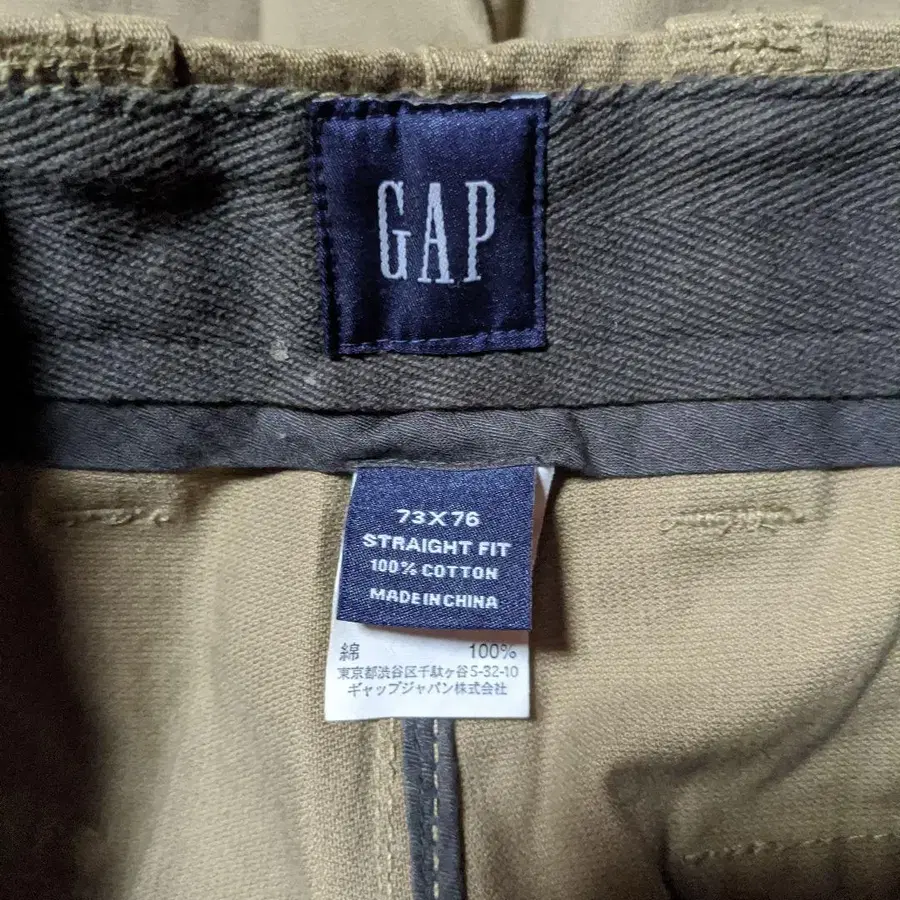 GAP
73X76
STRAIGHT FIT
100% COTTON
MADE IN CHINA
綿 100%
東京都渋谷区千駄ヶ谷5-32-10
ギャップジャパン株式会社